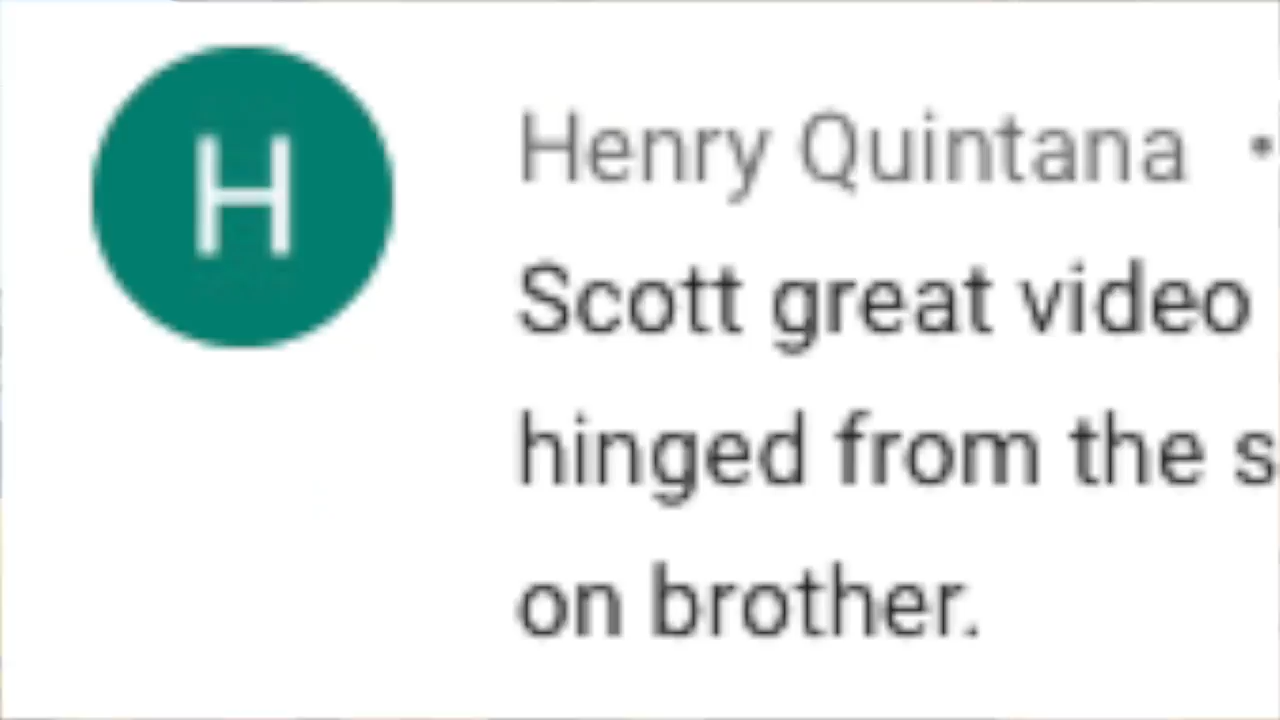 H
Henry Quintana •
Scott great video
hinged from the
on brother.